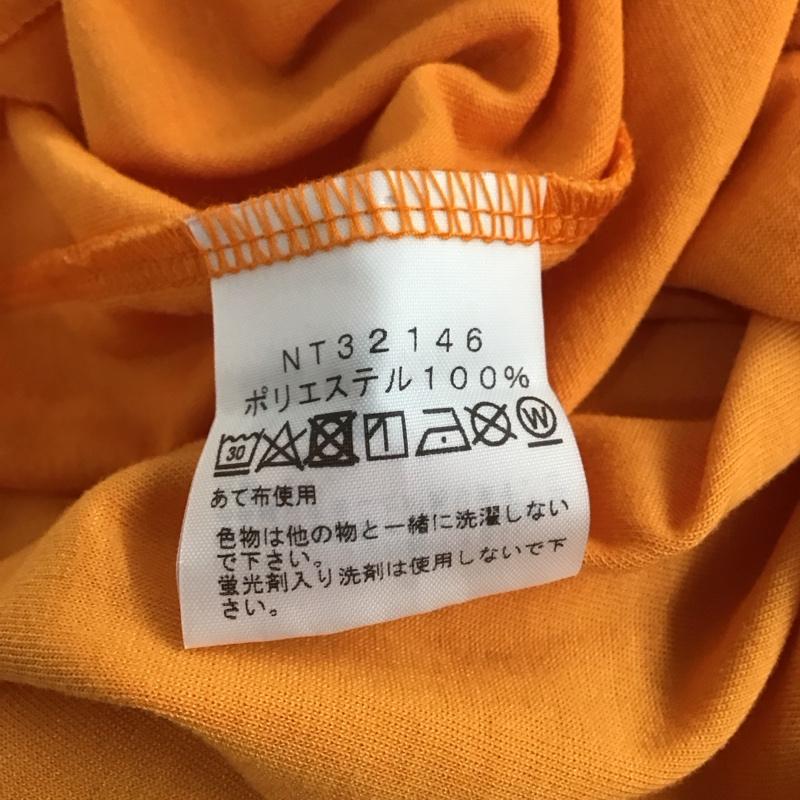 NT32146
ポリエステル100%
30 W
あて布使用
色物は他の物と一緒に洗濯しない
で下さい。
蛍光剤入り洗剤は使用しないで下
さい。